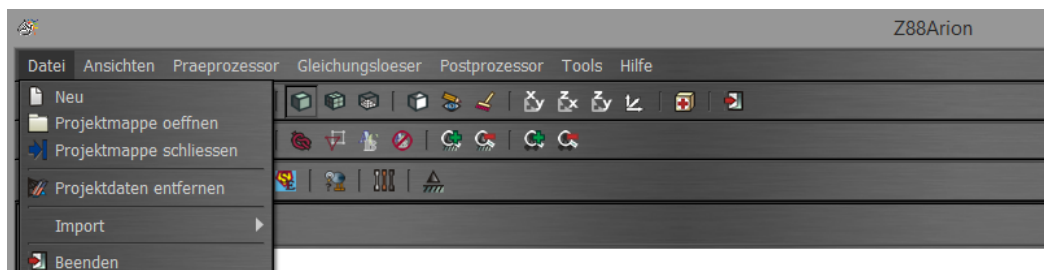 Z88Arion
Datei Ansichten Praeprozessor Gleichungsloeser Postprozessor Tools Hilfe
Neu
Projektmappe oeffnen
Projektmappe schliessen
Projektdaten entfernen
Import
Beenden